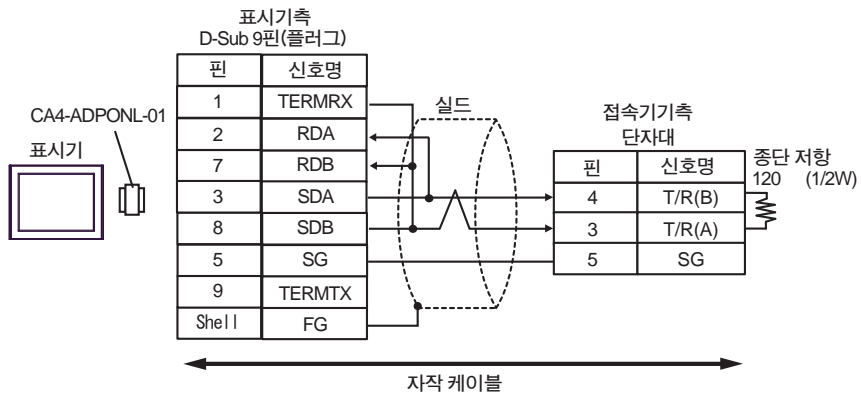 표시기측
D-Sub 9핀(플러그)
핀 신호명
1 TERMRX
2 RDA
7 RDB
3 SDA
8 SDB
5 SG
9 TERMTX
Shell FG
CA4-ADPONL-01
표시기
실드
접속기기측
단자대
핀 신호명
4 T/R(B)
3 T/R(A)
5 SG
종단 저항
120 (1/2W)
자작 케이블